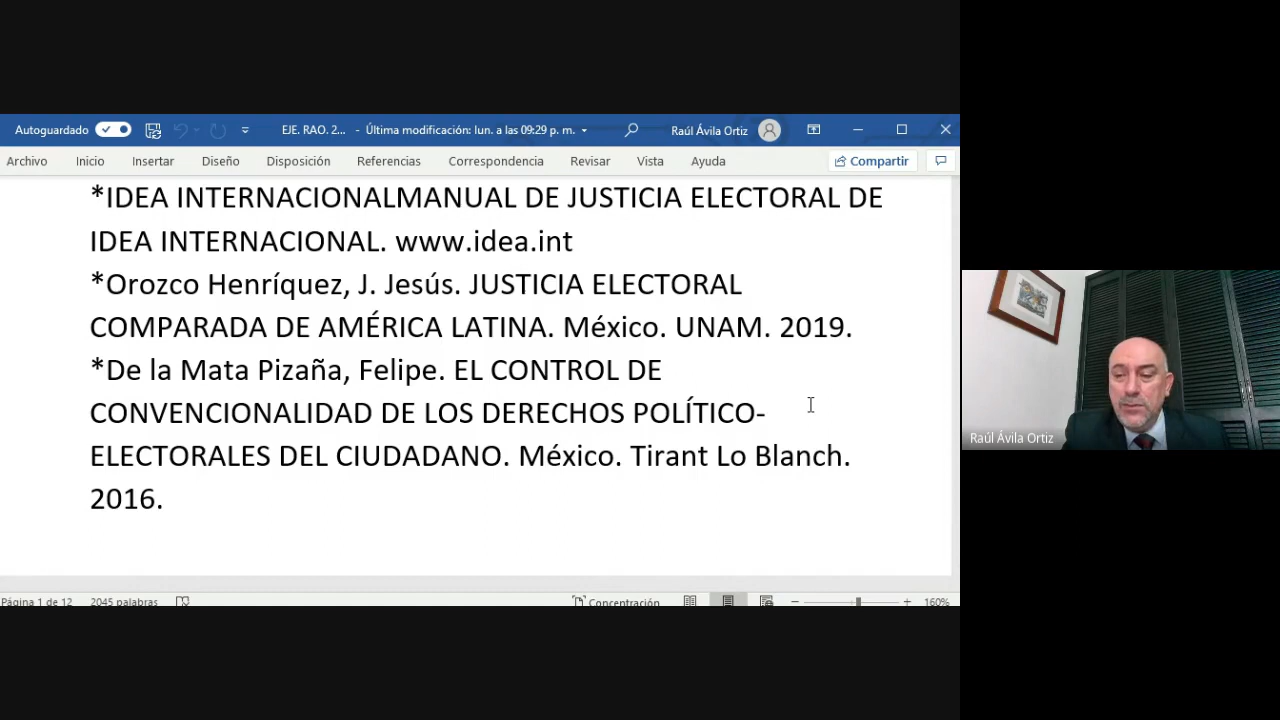 Autoguardado EJE. RAO. 2... - Última modificación: lun. a las 09:29 p. m. Raúl Ávila Ortiz
Archivo Inicio Insertar Diseño Disposición Referencias Correspondencia Revisar Vista Ayuda Compartir
*IDEA INTERNACIONALMANUAL DE JUSTICIA ELECTORAL DE
IDEA INTERNACIONAL. www.idea.int
*Orozco Henríquez, J. Jesús. JUSTICIA ELECTORAL
COMPARADA DE AMÉRICA LATINA. México. UNAM. 2019.
*De la Mata Pizaña, Felipe. EL CONTROL DE
CONVENCIONALIDAD DE LOS DERECHOS POLÍTICO-
ELECTORALES DEL CIUDADANO. México. Tirant Lo Blanch.
2016.
Página 1 de 12 2045 palabras Concentración 160%
Raúl Ávila Ortiz